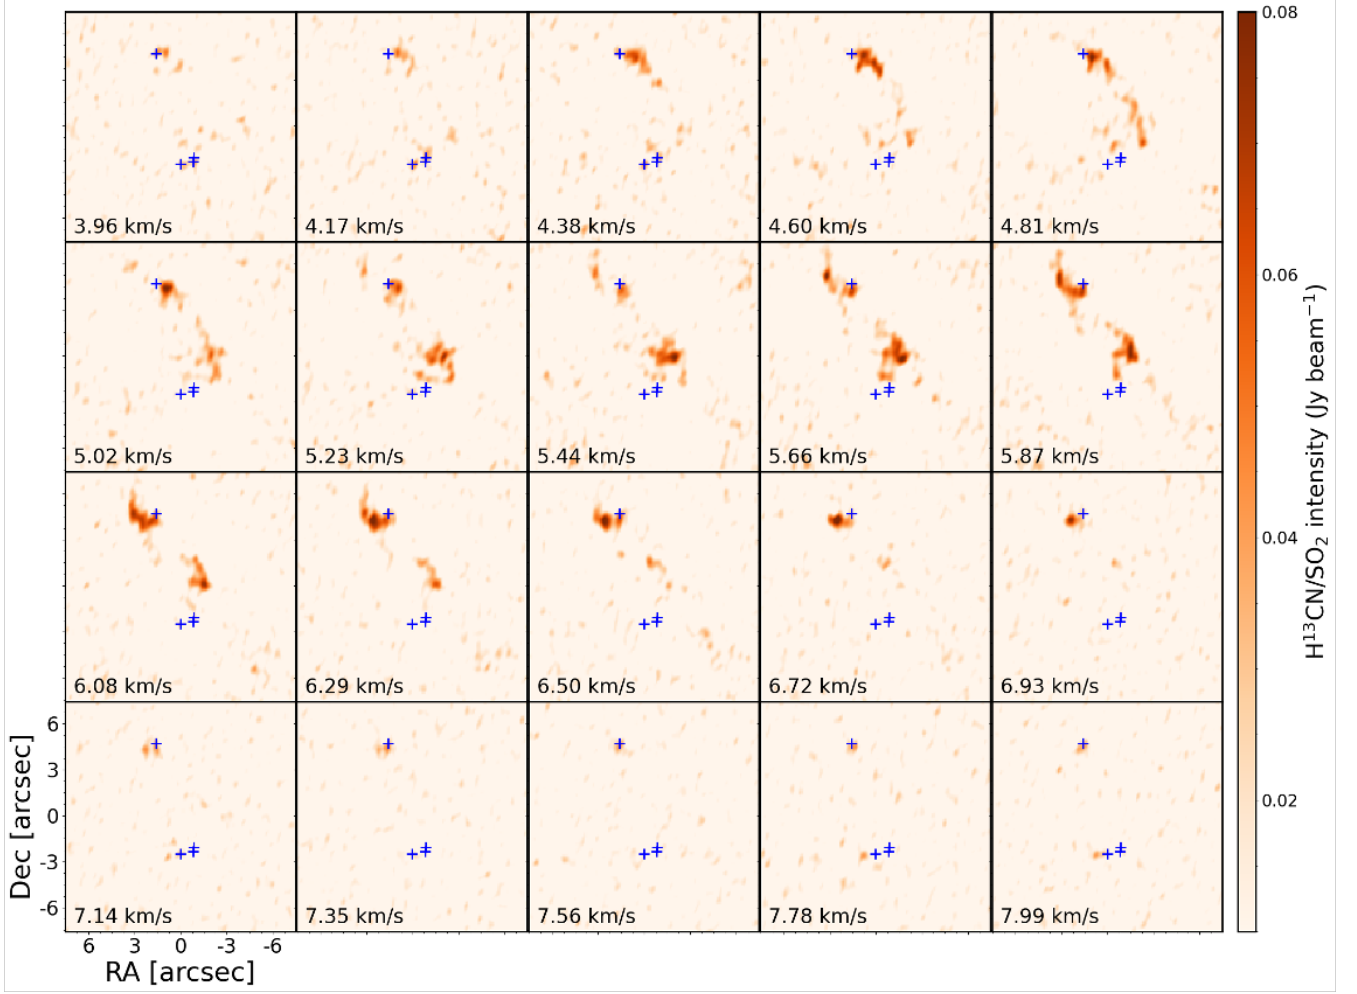 3.96 km/s 4.17 km/s 4.38 km/s 4.60 km/s 4.81 km/s
5.02 km/s 5.23 km/s 5.44 km/s 5.66 km/s 5.87 km/s
6.08 km/s 6.29 km/s 6.50 km/s 6.72 km/s 6.93 km/s
7.14 km/s 7.35 km/s 7.56 km/s 7.78 km/s 7.99 km/s
6
3
0
-3
-6
Dec [arcsec]
6 3 0 -3 -6
RA [arcsec]
0.08
0.06
0.04
0.02
H¹³CN/SO₂ intensity (Jy beam⁻¹)